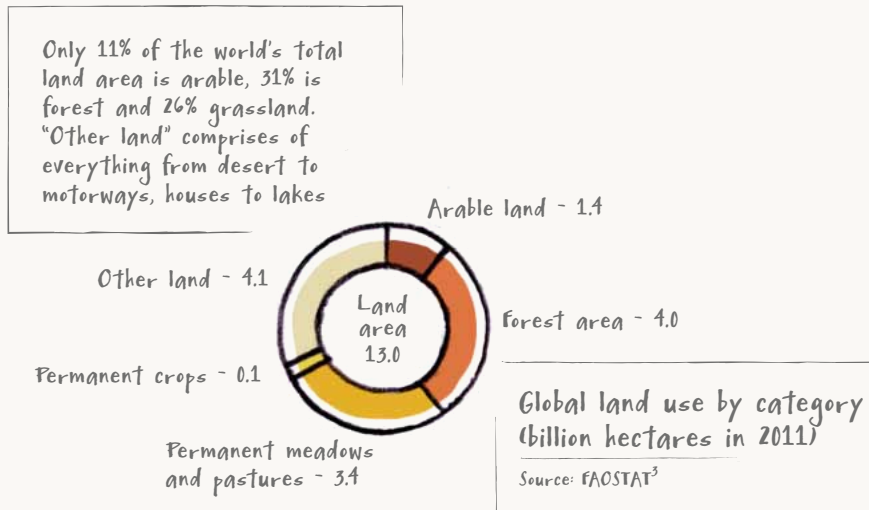 Only 11% of the world's total
land area is arable, 31% is
forest and 26% grassland.
"Other land" comprises of
everything from desert to
motorways, houses to lakes
Arable land - 1.4
Other land - 4.1
Land
area
13.0
Forest area - 4.0
Permanent crops - 0.1
Permanent meadows
and pastures - 3.4
Global land use by category
(billion hectares in 2011)
Source: FAOSTAT³